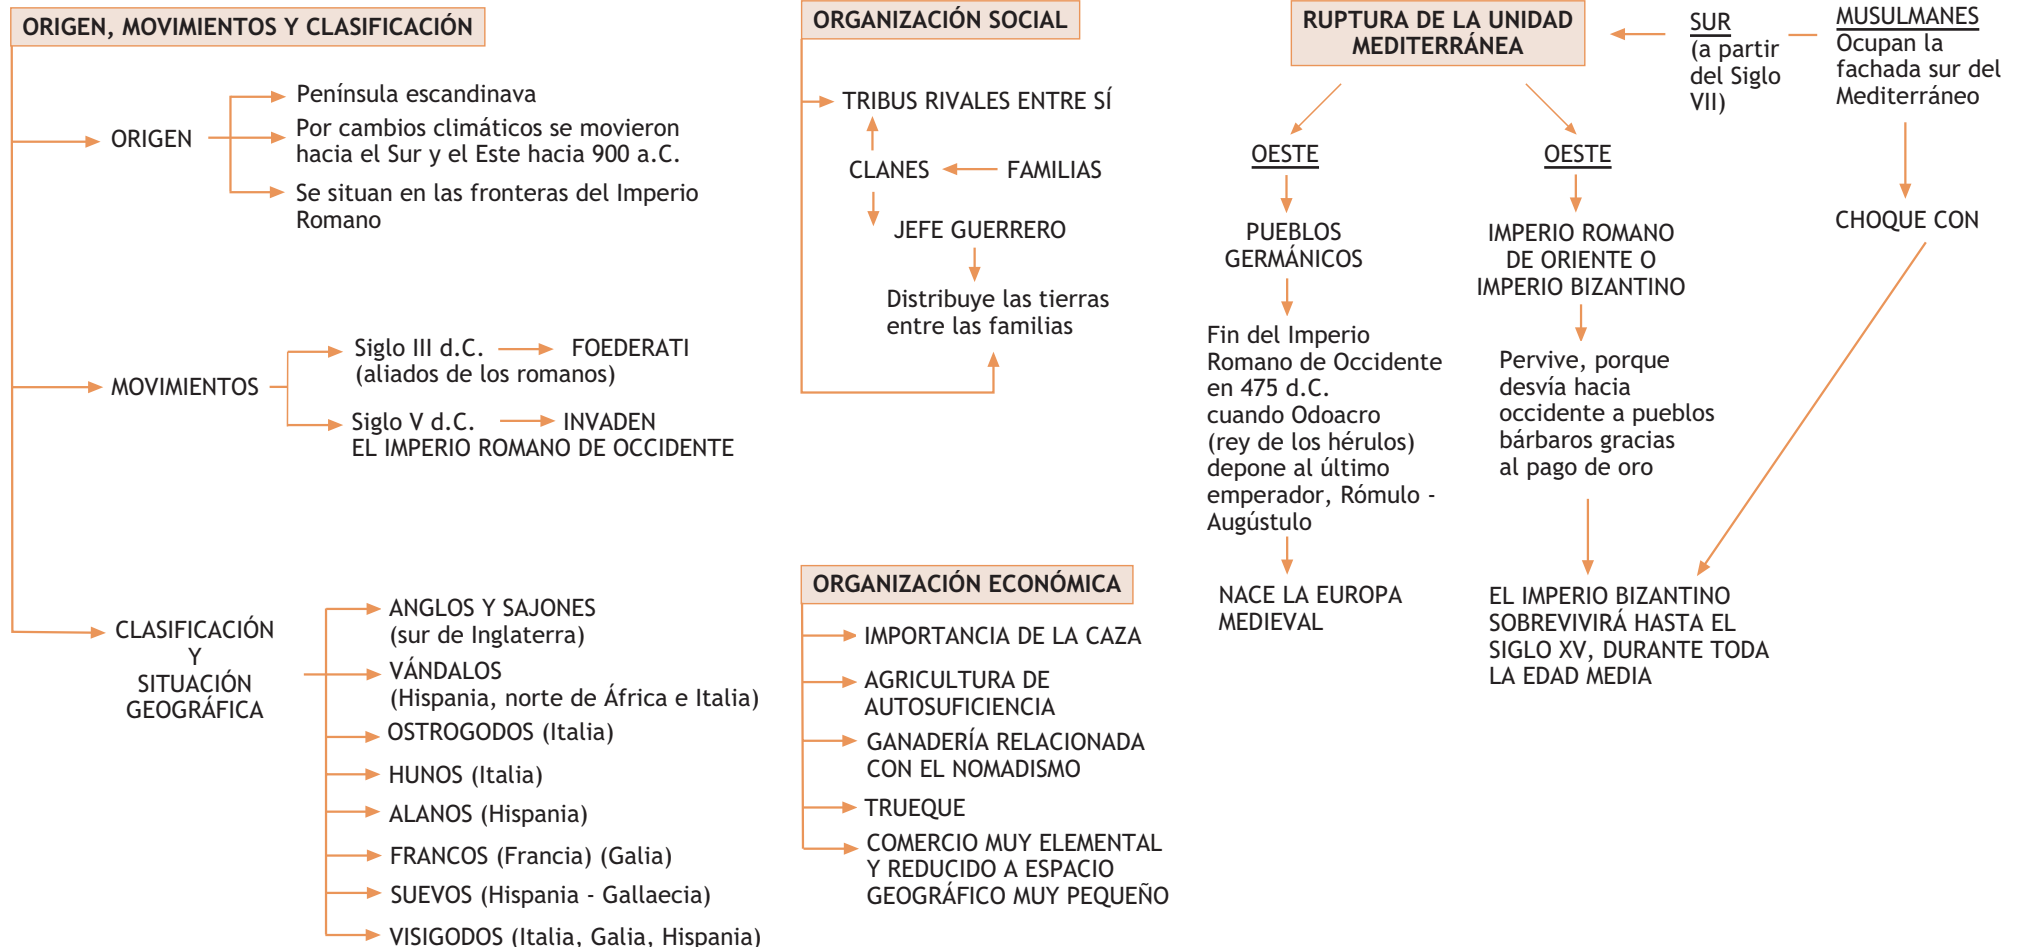 ORIGEN, MOVIMIENTOS Y CLASIFICACIÓN
ORIGEN
Península escandinava
Por cambios climáticos se movieron
hacia el Sur y el Este hacia 900 a.C.
Se situan en las fronteras del Imperio
Romano
MOVIMIENTOS
Siglo III d.C. FOEDERATI
(aliados de los romanos)
Siglo V d.C. INVADEN
EL IMPERIO ROMANO DE OCCIDENTE
CLASIFICACIÓN
Y
SITUACIÓN
GEOGRÁFICA
ANGLOS Y SAJONES
(sur de Inglaterra)
VÁNDALOS
(Hispania, norte de África e Italia)
OSTROGODOS (Italia)
HUNOS (Italia)
ALANOS (Hispania)
FRANCOS (Francia) (Galia)
SUEVOS (Hispania - Gallaecia)
VISIGODOS (Italia, Galia, Hispania)
ORGANIZACIÓN SOCIAL
TRIBUS RIVALES ENTRE SÍ
CLANES FAMILIAS
JEFE GUERRERO
Distribuye las tierras
entre las familias
ORGANIZACIÓN ECONÓMICA
IMPORTANCIA DE LA CAZA
AGRICULTURA DE
AUTOSUFICIENCIA
GANADERÍA RELACIONADA
CON EL NOMADISMO
TRUEQUE
COMERCIO MUY ELEMENTAL
Y REDUCIDO A ESPACIO
GEOGRÁFICO MUY PEQUEÑO
RUPTURA DE LA UNIDAD
MEDITERRÁNEA
OESTE
PUEBLOS
GERMÁNICOS
Fin del Imperio
Romano de Occidente
en 475 d.C.
cuando Odoacro
(rey de los hérulos)
depone al último
emperador, Rómulo -
Augústulo
NACE LA EUROPA
MEDIEVAL
OESTE
IMPERIO ROMANO
DE ORIENTE O
IMPERIO BIZANTINO
Pervive, porque
desvía hacia
occidente a pueblos
bárbaros gracias
al pago de oro
EL IMPERIO BIZANTINO
SOBREVIVIRÁ HASTA EL
SIGLO XV, DURANTE TODA
LA EDAD MEDIA
SUR
(a partir
del Siglo
VII)
MUSULMANES
Ocupan la
fachada sur del
Mediterráneo
CHOQUE CON